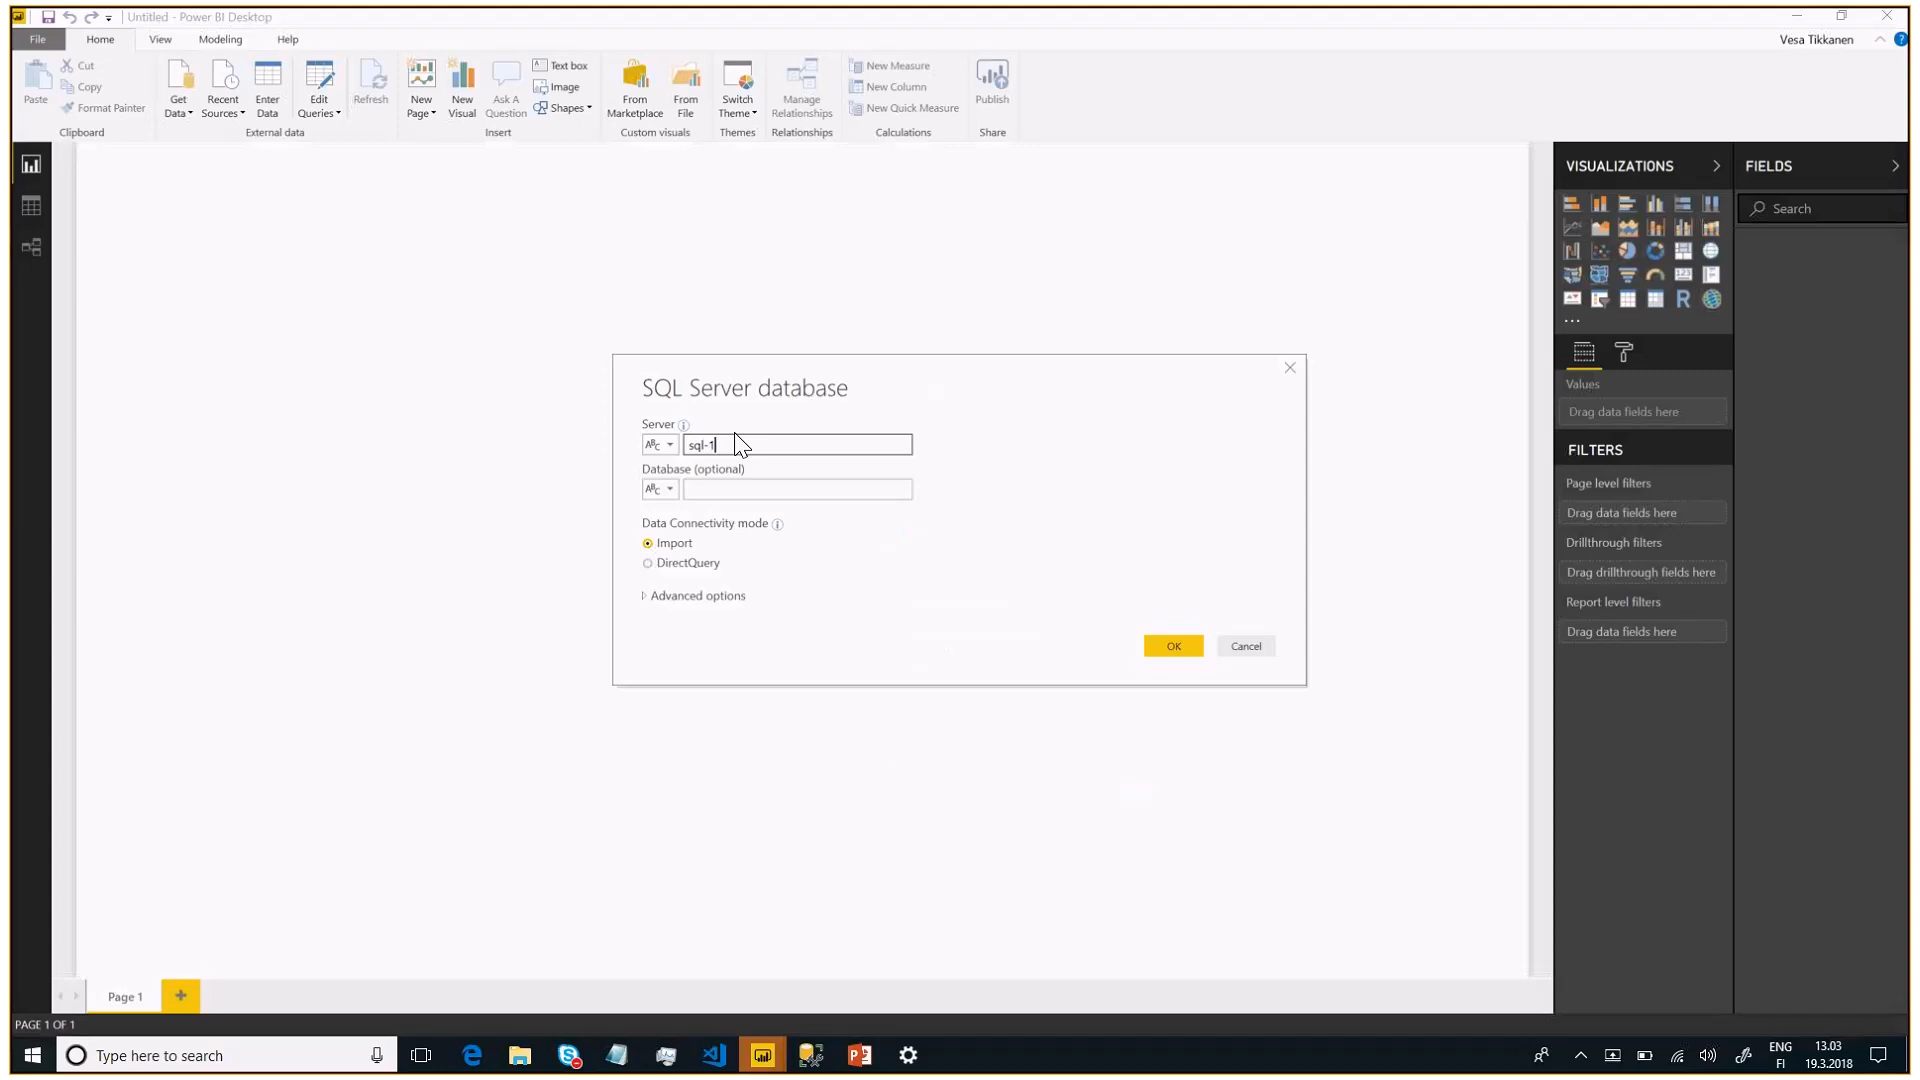 Untitled - Power BI Desktop
File Home View Modeling Help Vesa Tikkanen ?
Paste
Cut
Copy
Format Painter
Clipboard
Get Data
Recent Sources
Enter Data
Edit Queries
Refresh
External data
New Page
New Visual
Ask A Question
Text box
Image
Shapes
Insert
From Marketplace
From File
Custom visuals
Switch Theme
Themes
Manage Relationships
Relationships
New Measure
New Column
New Quick Measure
Calculations
Publish
Share
VISUALIZATIONS
R
...
Values
Drag data fields here
FILTERS
Page level filters
Drag data fields here
Drillthrough filters
Drag drillthrough fields here
Report level filters
Drag data fields here
FIELDS
Search
SQL Server database
Server
ABC sql-1
Database (optional)
ABC
Data Connectivity mode
Import
DirectQuery
Advanced options
OK Cancel
Page 1 +
PAGE 1 OF 1
Type here to search
ENG
FI
13.03
19.3.2018